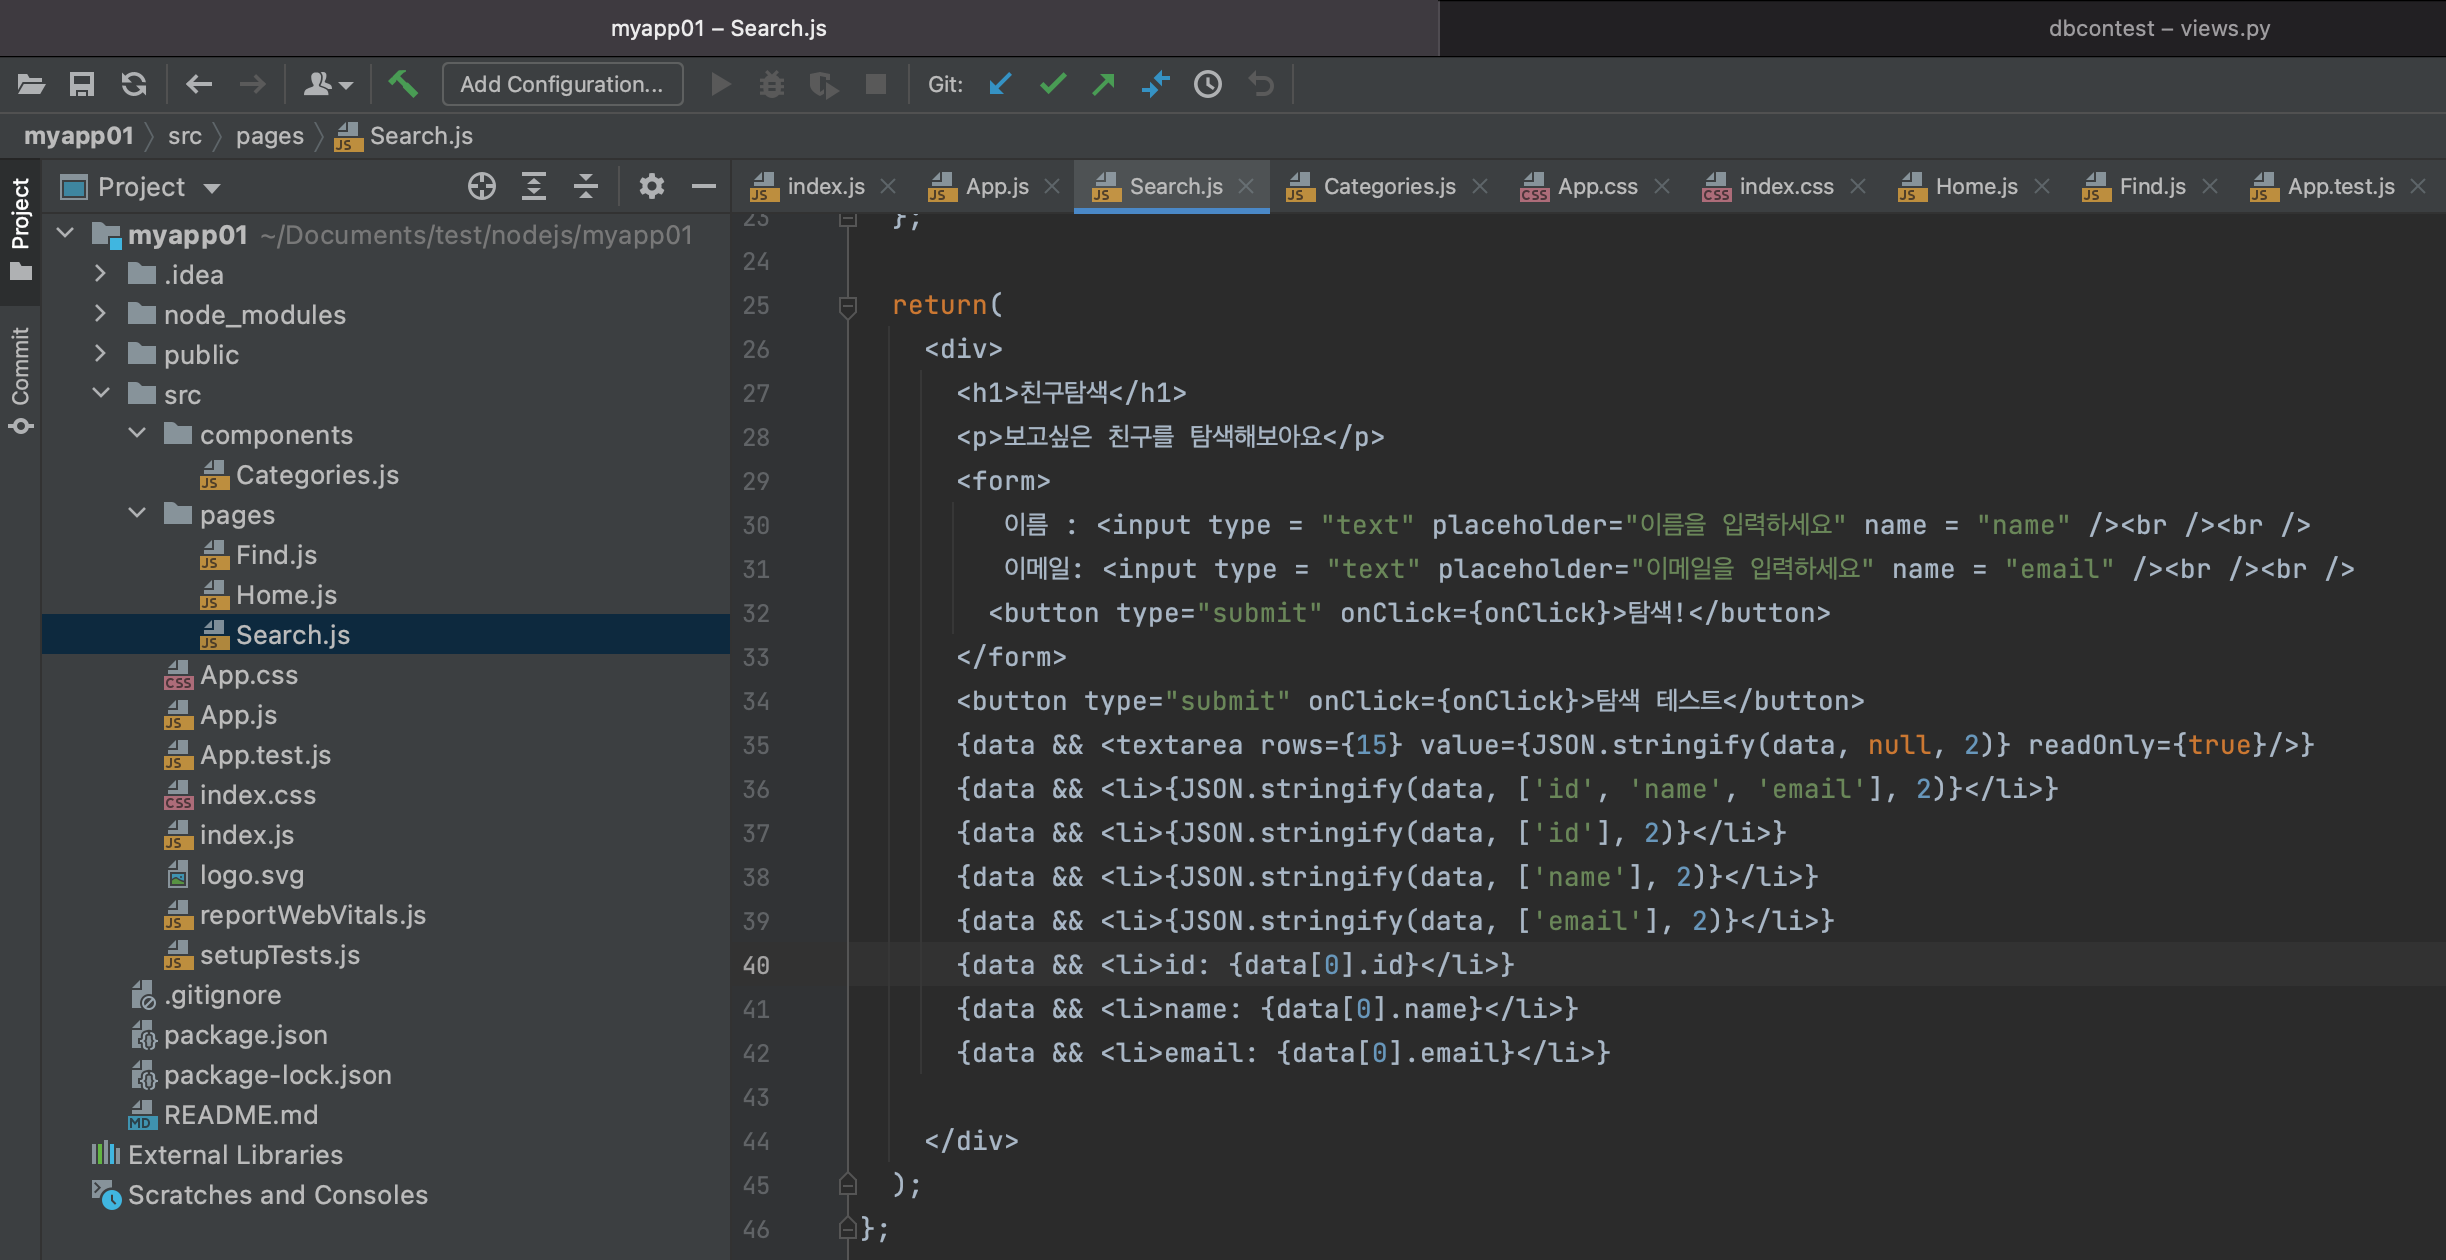 myapp01 – Search.js
dbcontest – views.py
Add Configuration...
Git:
myapp01 src pages Search.js
Project
Commit
Project
myapp01 ~/Documents/test/nodejs/myapp01
.idea
node_modules
public
src
components
Categories.js
pages
Find.js
Home.js
Search.js
App.css
App.js
App.test.js
index.css
index.js
logo.svg
reportWebVitals.js
setupTests.js
.gitignore
package.json
package-lock.json
README.md
External Libraries
Scratches and Consoles
index.js App.js Search.js Categories.js App.css index.css Home.js Find.js App.test.js
23 };
24
25 return(
26 <div>
27 <h1>친구탐색</h1>
28 <p>보고싶은 친구를 탐색해보아요</p>
29 <form>
30 이름 : <input type = "text" placeholder="이름을 입력하세요" name = "name" /><br /><br />
31 이메일: <input type = "text" placeholder="이메일을 입력하세요" name = "email" /><br /><br />
32 <button type="submit" onClick={onClick}>탐색!</button>
33 </form>
34 <button type="submit" onClick={onClick}>탐색 테스트</button>
35 {data && <textarea rows={15} value={JSON.stringify(data, null, 2)} readOnly={true}/>}
36 {data && <li>{JSON.stringify(data, ['id', 'name', 'email'], 2)}</li>}
37 {data && <li>{JSON.stringify(data, ['id'], 2)}</li>}
38 {data && <li>{JSON.stringify(data, ['name'], 2)}</li>}
39 {data && <li>{JSON.stringify(data, ['email'], 2)}</li>}
40 {data && <li>id: {data[0].id}</li>}
41 {data && <li>name: {data[0].name}</li>}
42 {data && <li>email: {data[0].email}</li>}
43
44 </div>
45 );
46 };